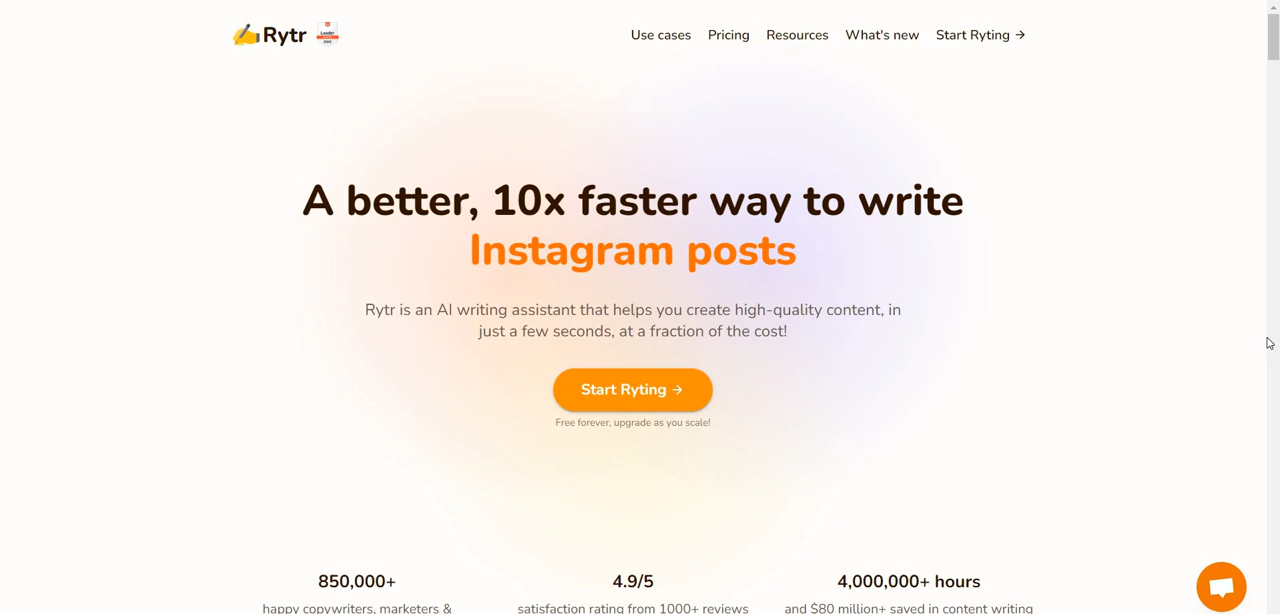 Rytr
Leader
Use cases Pricing Resources What's new Start Ryting →
A better, 10x faster way to write
Instagram posts
Rytr is an AI writing assistant that helps you create high-quality content, in
just a few seconds, at a fraction of the cost!
Start Ryting →
Free forever, upgrade as you scale!
850,000+ 4.9/5 4,000,000+ hours
happy copywriters, marketers & satisfaction rating from 1000+ reviews and $80 million+ saved in content writing